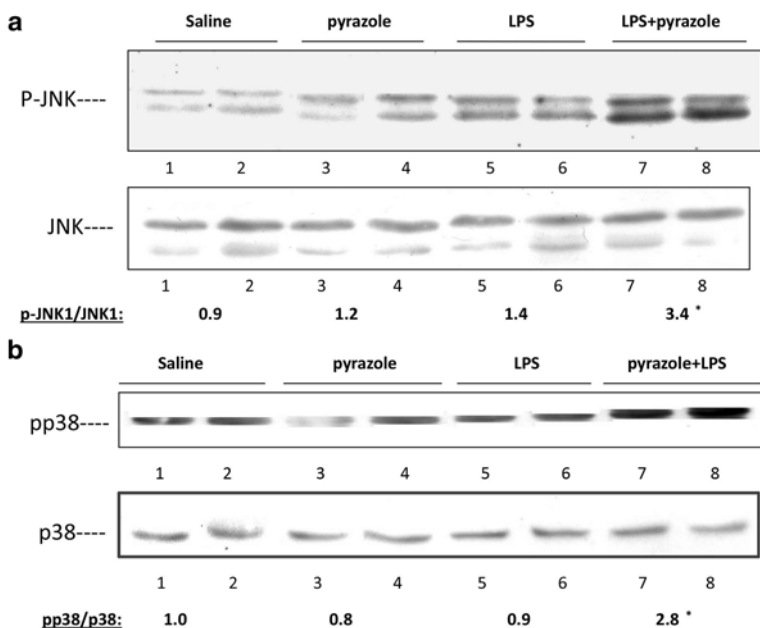 a
Saline pyrazole LPS LPS+pyrazole
P-JNK----
1 2 3 4 5 6 7 8
JNK----
1 2 3 4 5 6 7 8
p-JNK1/JNK1: 0.9 1.2 1.4 3.4 *
b
Saline pyrazole LPS pyrazole+LPS
pp38----
1 2 3 4 5 6 7 8
p38----
1 2 3 4 5 6 7 8
pp38/p38: 1.0 0.8 0.9 2.8 *